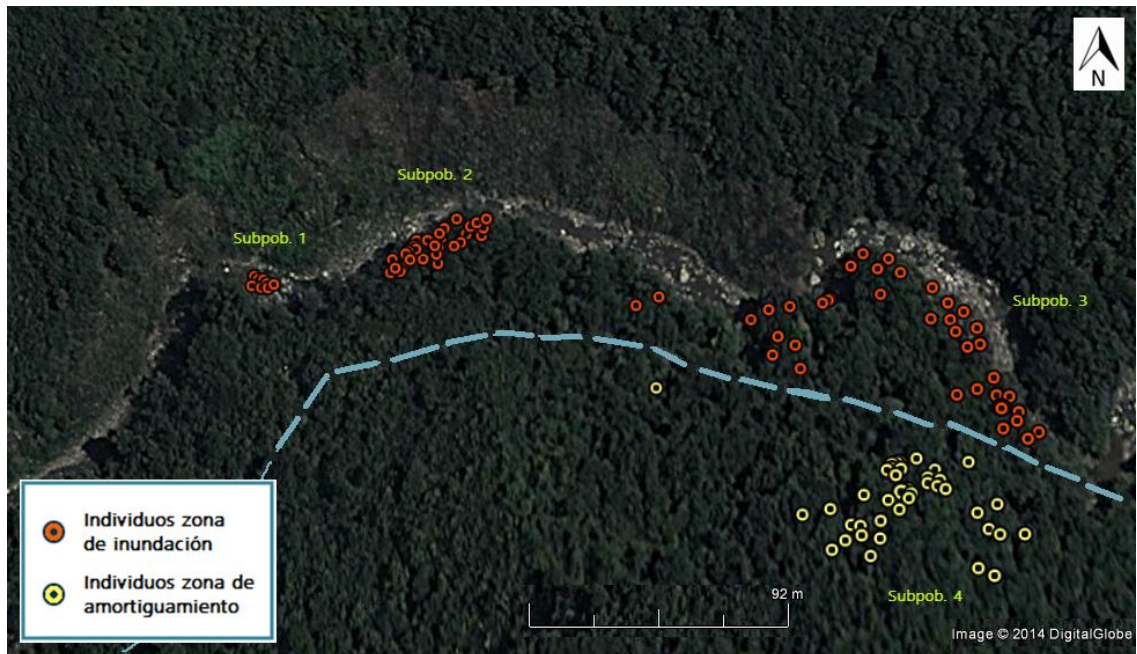 N
Subpob. 2
Subpob. 1
Subpob. 3
Individuos zona
de inundación
Individuos zona de
amortiguamiento
92 m
Subpob. 4
Image © 2014 DigitalGlobe